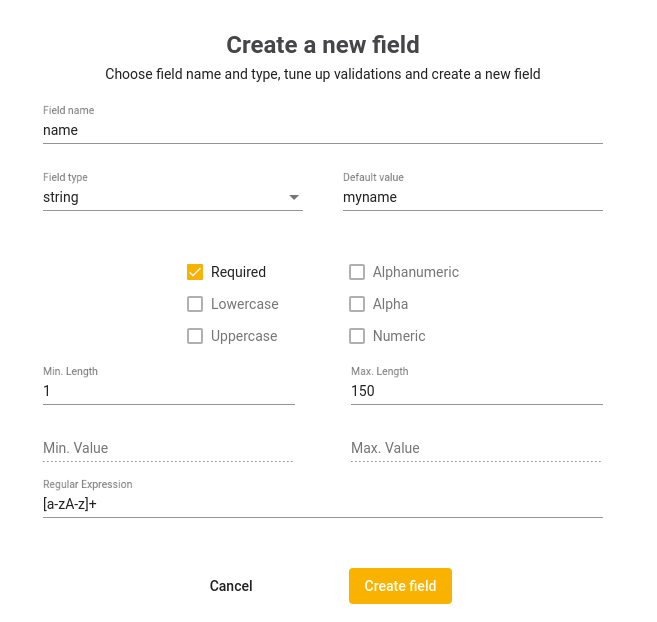 Create a new field
Choose field name and type, tune up validations and create a new field
Field name
name
Field type
string
Default value
myname
Required
Alphanumeric
Lowercase
Alpha
Uppercase
Numeric
Min. Length
1
Max. Length
150
Min. Value
Max. Value
Regular Expression
[a-zA-z]+
Cancel
Create field